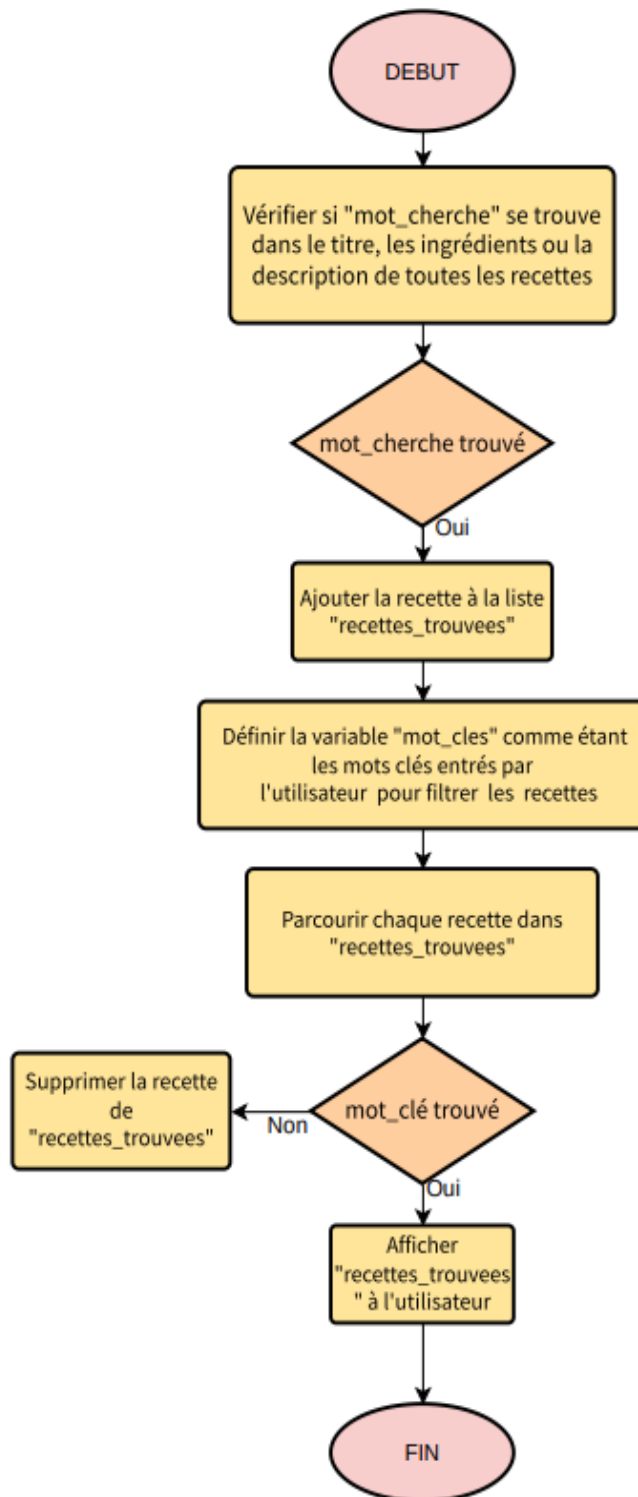 DEBUT
Vérifier si "mot_cherche" se trouve
dans le titre, les ingrédients ou la
description de toutes les recettes
mot_cherche trouvé
Oui
Ajouter la recette à la liste
"recettes_trouvees"
Définir la variable "mot_cles" comme étant
les mots clés entrés par
l'utilisateur pour filtrer les recettes
Parcourir chaque recette dans
"recettes_trouvees"
mot_clé trouvé
Non
Supprimer la recette
de
"recettes_trouvees"
Oui
Afficher
"recettes_trouvees
" à l'utilisateur
FIN